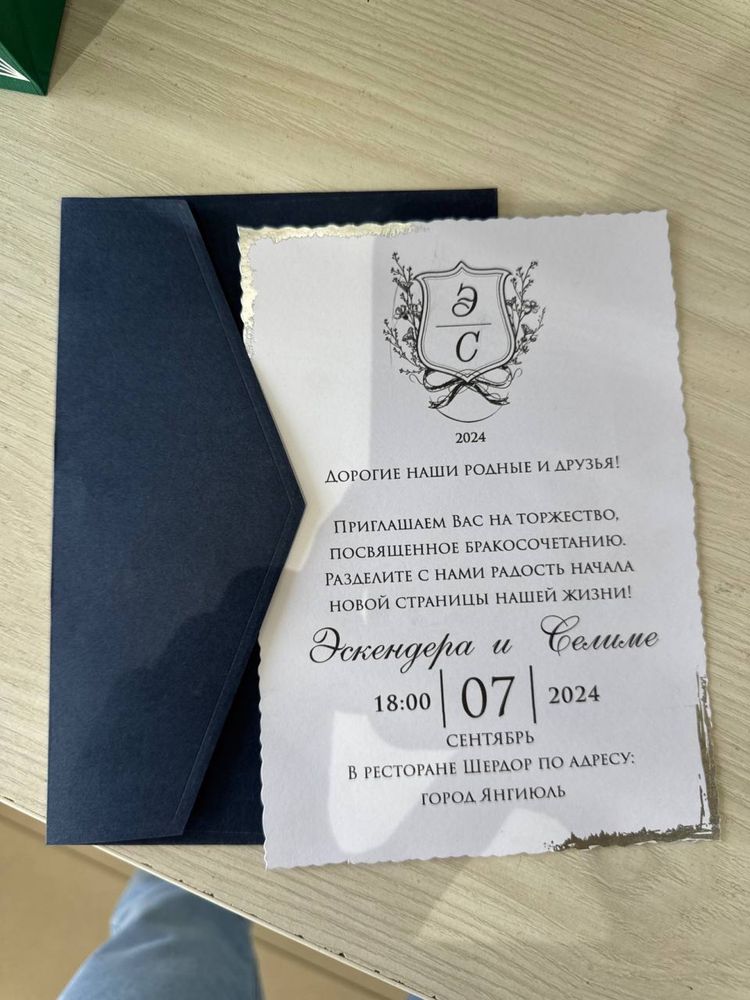 Э
С
2024
Дорогие наши родные и друзья!
Приглашаем Вас на торжество,
посвященное бракосочетанию.
Разделите с нами радость начала
новой страницы нашей жизни!
Эскендера и Селиме
18:00 | 07 | 2024
сентябрь
В ресторане Шердор по адресу:
город Янгиюль